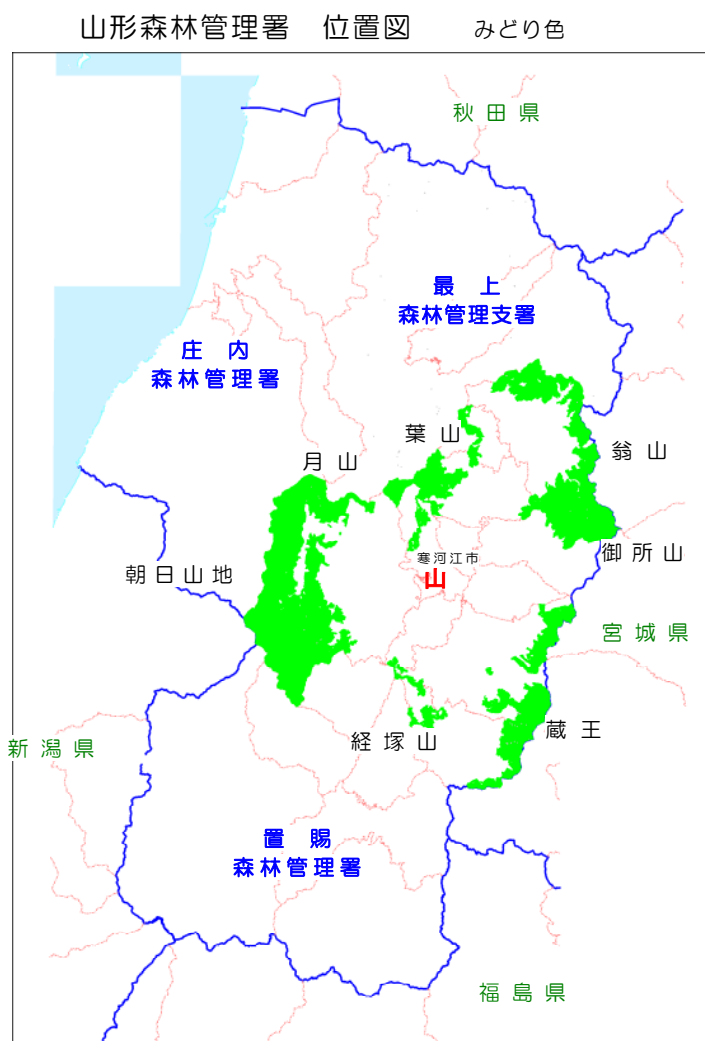 山形森林管理署 位置図 みどり色
秋田県
最上
森林管理支署
庄内
森林管理署
葉山
翁山
月山
御所山
寒河江市
山
朝日山地
宮城県
蔵王
経塚山
新潟県
置賜
森林管理署
福島県